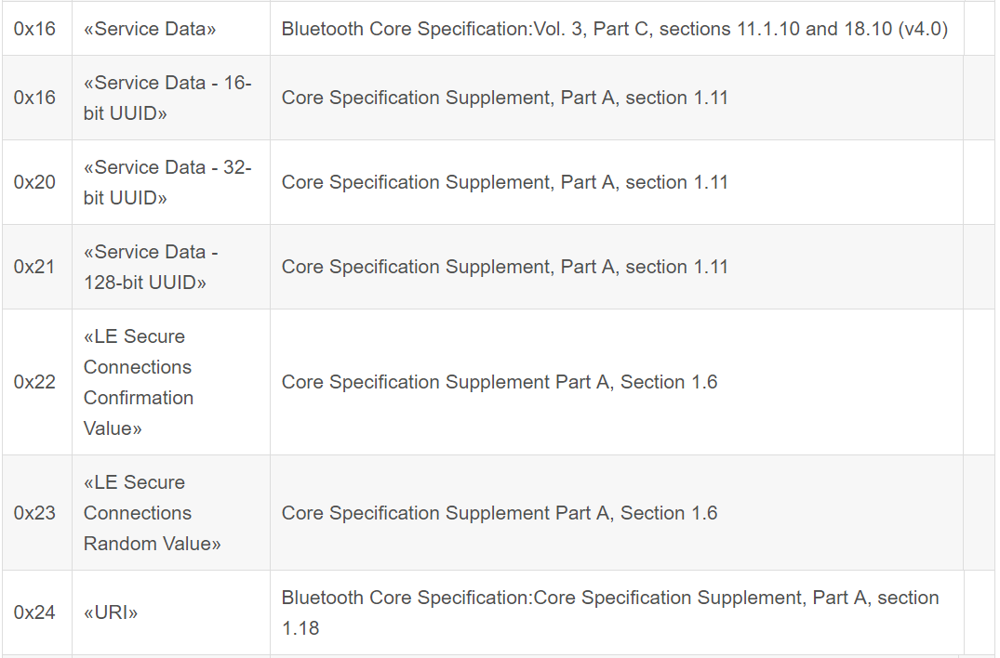 0x16 «Service Data» Bluetooth Core Specification:Vol. 3, Part C, sections 11.1.10 and 18.10 (v4.0)
0x16 «Service Data - 16-
bit UUID» Core Specification Supplement, Part A, section 1.11
0x20 «Service Data - 32-
bit UUID» Core Specification Supplement, Part A, section 1.11
0x21 «Service Data -
128-bit UUID» Core Specification Supplement, Part A, section 1.11
0x22 «LE Secure
Connections
Confirmation
Value» Core Specification Supplement Part A, Section 1.6
0x23 «LE Secure
Connections
Random Value» Core Specification Supplement Part A, Section 1.6
0x24 «URI» Bluetooth Core Specification:Core Specification Supplement, Part A, section
1.18